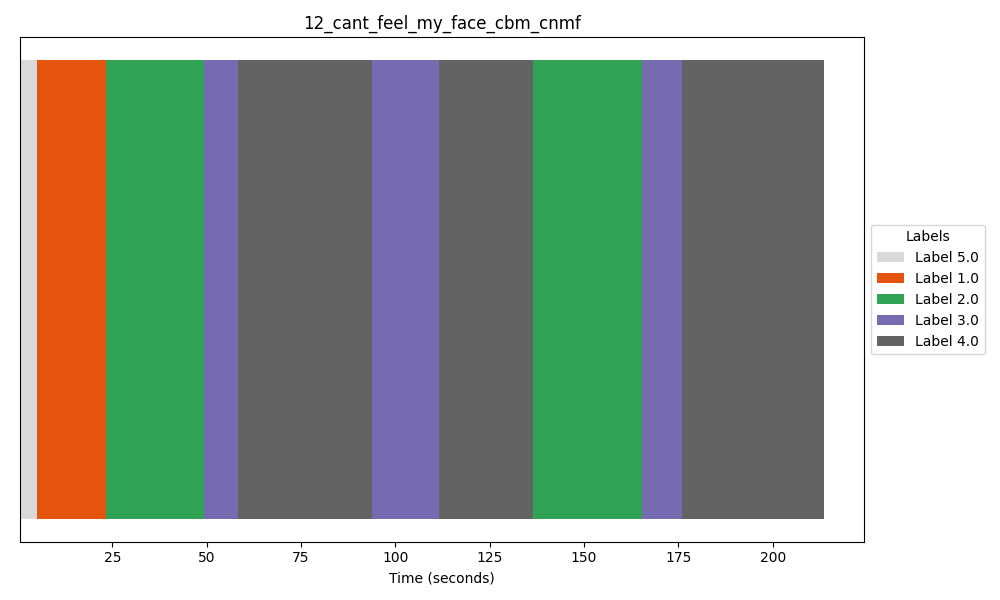 12_cant_feel_my_face_cbm_cnmf
Labels
Label 5.0
Label 1.0
Label 2.0
Label 3.0
Label 4.0
25 50 75 100 125 150 175 200
Time (seconds)